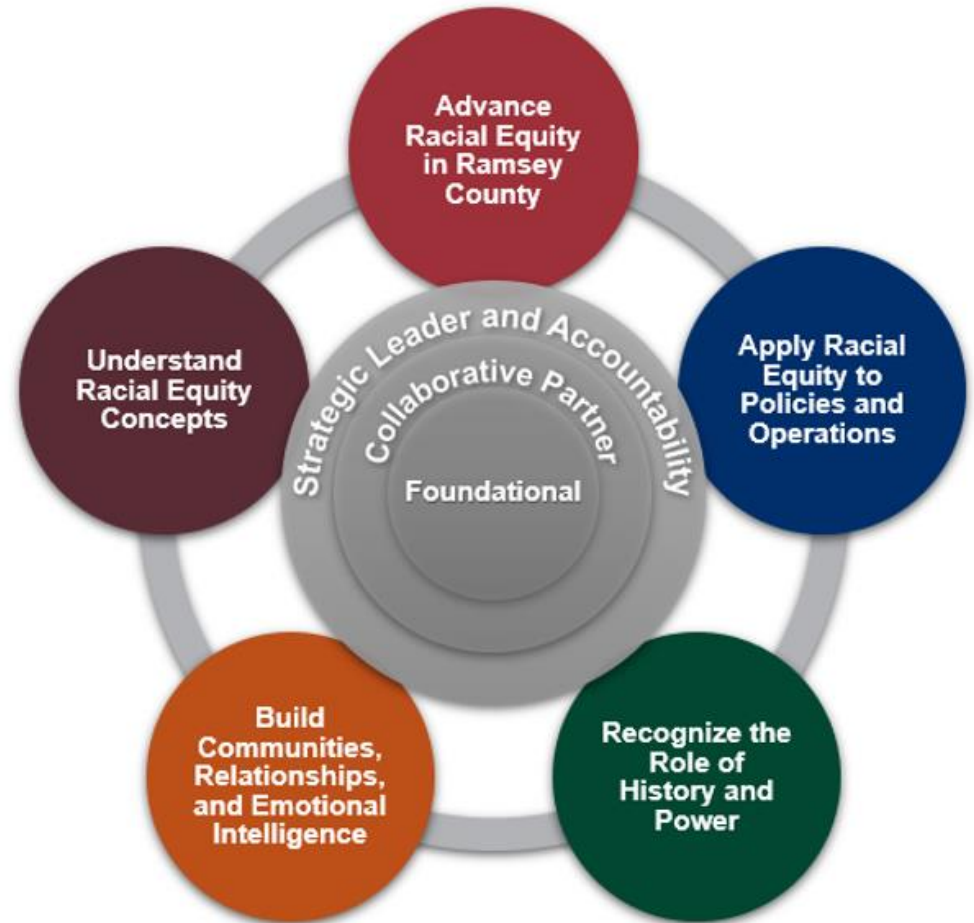 Advance
Racial Equity
in Ramsey
County
Understand
Racial Equity
Concepts
Strategic Leader and Accountability
Collaborative Partner
Foundational
Apply Racial
Equity to
Policies and
Operations
Build
Communities,
Relationships,
and Emotional
Intelligence
Recognize the
Role of
History and
Power